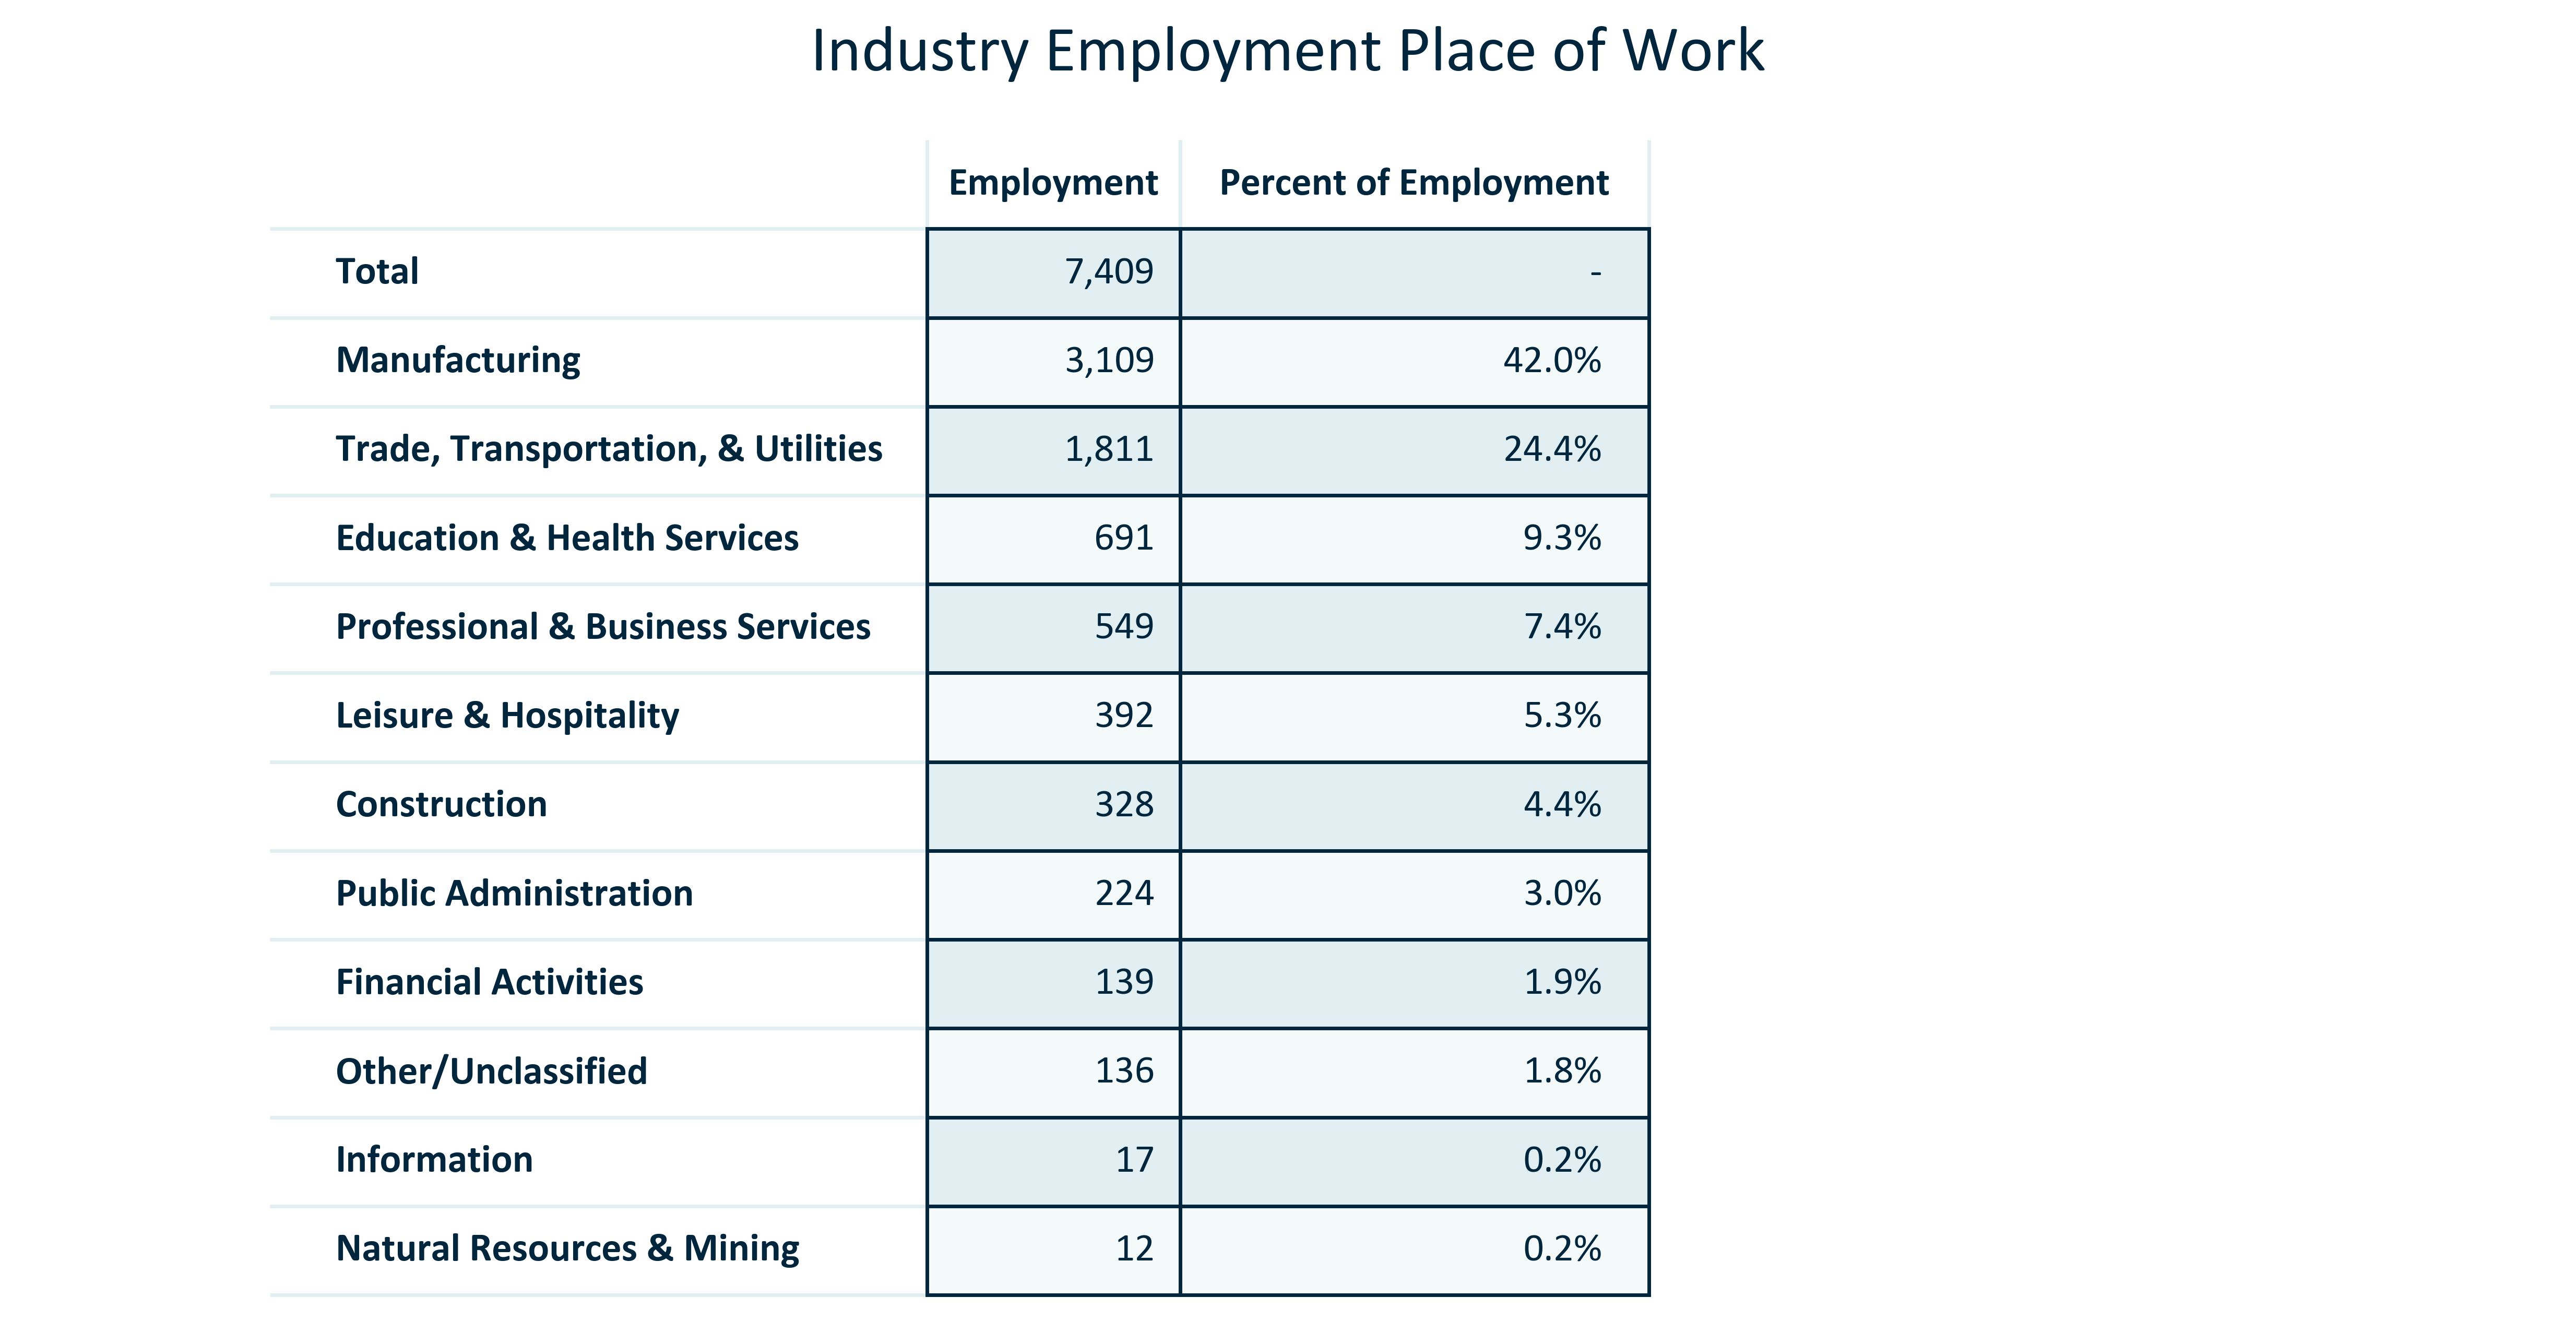 Industry Employment Place of Work
Employment Percent of Employment
Total 7,409 -
Manufacturing 3,109 42.0%
Trade, Transportation, & Utilities 1,811 24.4%
Education & Health Services 691 9.3%
Professional & Business Services 549 7.4%
Leisure & Hospitality 392 5.3%
Construction 328 4.4%
Public Administration 224 3.0%
Financial Activities 139 1.9%
Other/Unclassified 136 1.8%
Information 17 0.2%
Natural Resources & Mining 12 0.2%